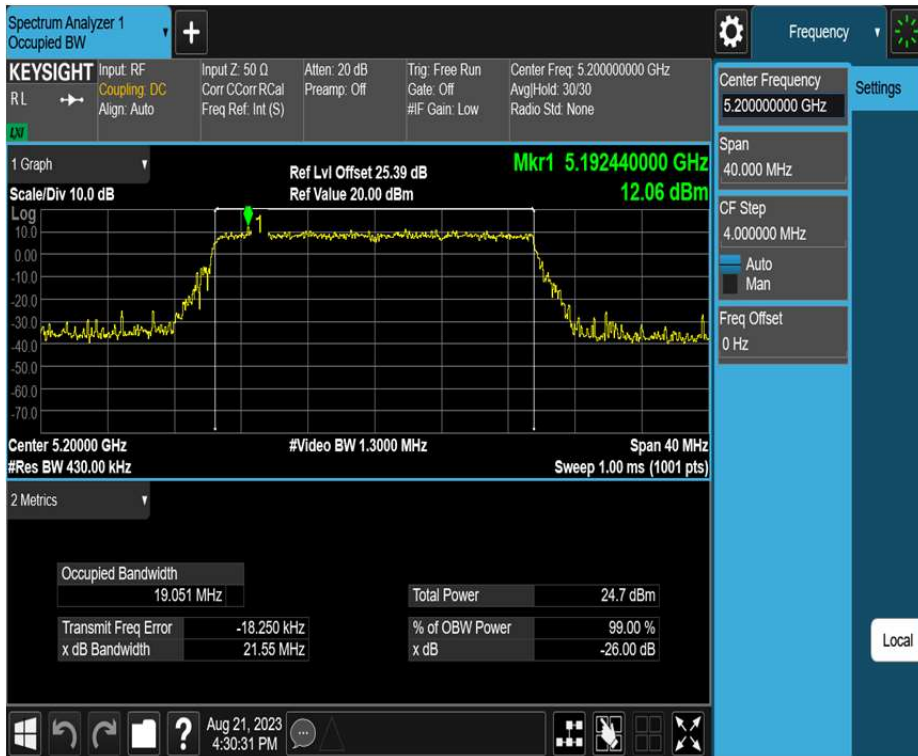 Spectrum Analyzer 1
Occupied BW
+
Frequency
KEYSIGHT
R L
LXI
Input: RF
Coupling: DC
Align: Auto
Input Z: 50 Ω
Corr CCorr RCal
Freq Ref: Int (S)
Atten: 20 dB
Preamp: Off
Trig: Free Run
Gate: Off
#IF Gain: Low
Center Freq: 5.200000000 GHz
Avg|Hold: 30/30
Radio Std: None
Center Frequency
5.200000000 GHz
Settings
Span
40.000 MHz
CF Step
4.000000 MHz
Auto
Man
Freq Offset
0 Hz
1 Graph
Scale/Div 10.0 dB
Ref Lvl Offset 25.39 dB
Ref Value 20.00 dBm
Mkr1 5.192440000 GHz
12.06 dBm
Log
10.0
0.00
-10.0
-20.0
-30.0
-40.0
-50.0
-60.0
-70.0
1
Center 5.20000 GHz
#Video BW 1.3000 MHz
Span 40 MHz
#Res BW 430.00 kHz
Sweep 1.00 ms (1001 pts)
2 Metrics
Occupied Bandwidth
19.051 MHz
Total Power 24.7 dBm
Transmit Freq Error -18.250 kHz
% of OBW Power 99.00 %
x dB Bandwidth 21.55 MHz
x dB -26.00 dB
Local
?
Aug 21, 2023
4:30:31 PM